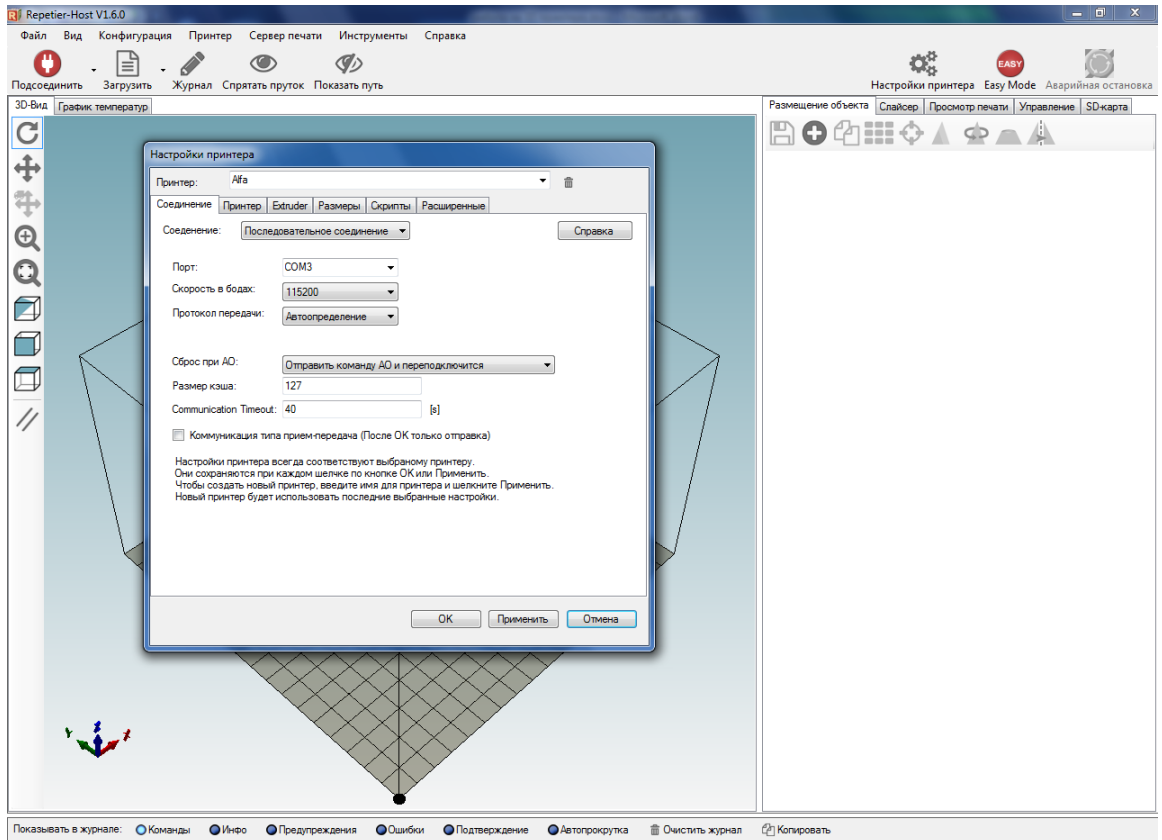 Repetier-Host V1.6.0
Файл Вид Конфигурация Принтер Сервер печати Инструменты Справка
EASY
Подсоединить Загрузить Журнал Спрятать пруток Показать путь Настройки принтера Easy Mode Аварийная остановка
3D-Вид График температур Размещение объекта Слайсер Просмотр печати Управление SD-карта
Настройки принтера
Принтер: Alfa
Соединение Принтер Extruder Размеры Скрипты Расширенные
Соеденение: Последовательное соединение Справка
Порт: COM3
Скорость в бодах: 115200
Протокол передачи: Автоопределение
Сброс при АО: Отправить команду АО и переподключится
Размер кэша: 127
Communication Timeout: 40 [s]
Коммуникация типа прием-передача (После ОК только отправка)
Настройки принтера всегда соответствуют выбраному принтеру.
Они сохраняются при каждом шелчке по кнопке ОК или Применить.
Чтобы создать новый принтер, введите имя для принтера и шелкните Применить.
Новый принтер будет использовать последние выбранные настройки.
OK Применить Отмена
Показывать в журнале: Команды Инфо Предупреждения Ошибки Подтверждение Автопрокрутка Очистить журнал Копировать